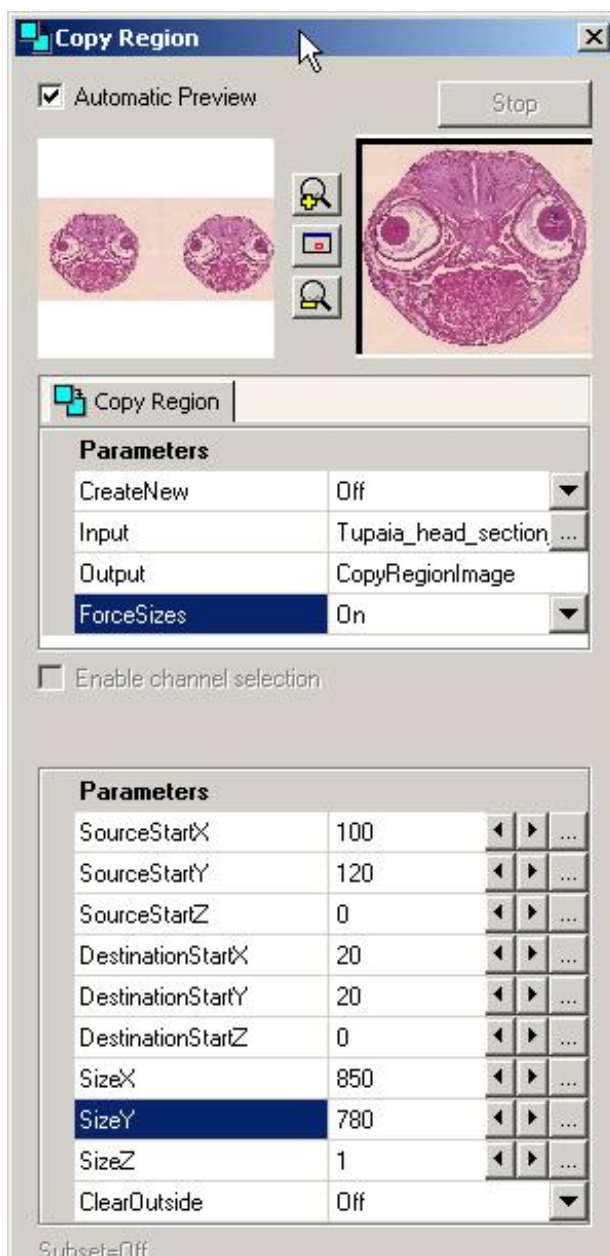 Copy Region
Automatic Preview
Stop
Copy Region
Parameters
CreateNew Off
Input Tupaia_head_section_ ...
Output CopyRegionImage
ForceSizes On
Enable channel selection
Parameters
SourceStartX 100 ...
SourceStartY 120 ...
SourceStartZ 0 ...
DestinationStartX 20 ...
DestinationStartY 20 ...
DestinationStartZ 0 ...
SizeX 850 ...
SizeY 780 ...
SizeZ 1 ...
ClearOutside Off
Subset=Off